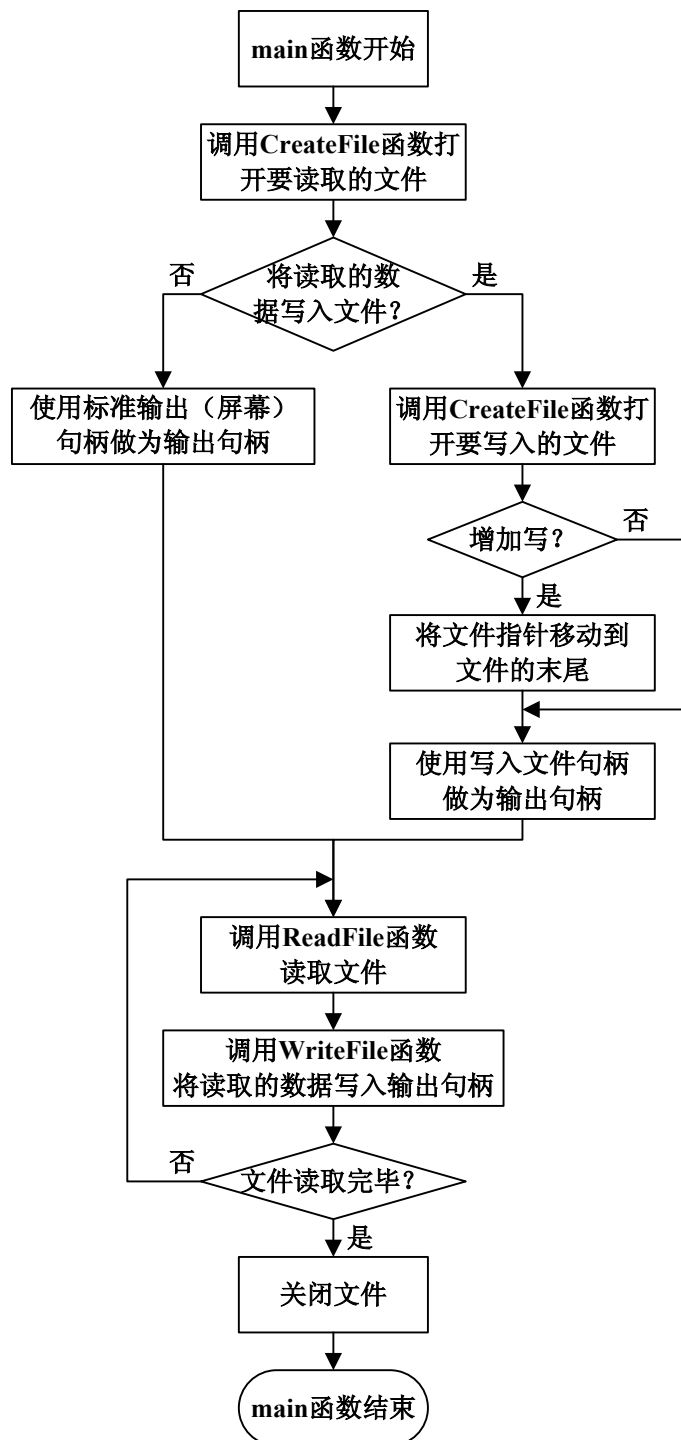 main函数开始
调用CreateFile函数打
开要读取的文件
否
将读取的数
据写入文件？
是
使用标准输出（屏幕）
句柄做为输出句柄
调用CreateFile函数打
开要写入的文件
增加写？
否
是
将文件指针移动到
文件的末尾
使用写入文件句柄
做为输出句柄
调用ReadFile函数
读取文件
调用WriteFile函数
将读取的数据写入输出句柄
否
文件读取完毕？
是
关闭文件
main函数结束